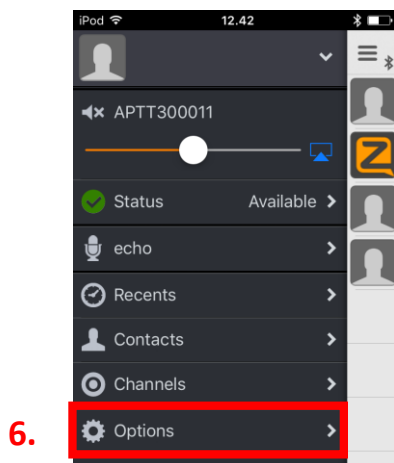 iPod 12.42
APTT300011
Status Available
echo
Recents
Contacts
Channels
6. Options